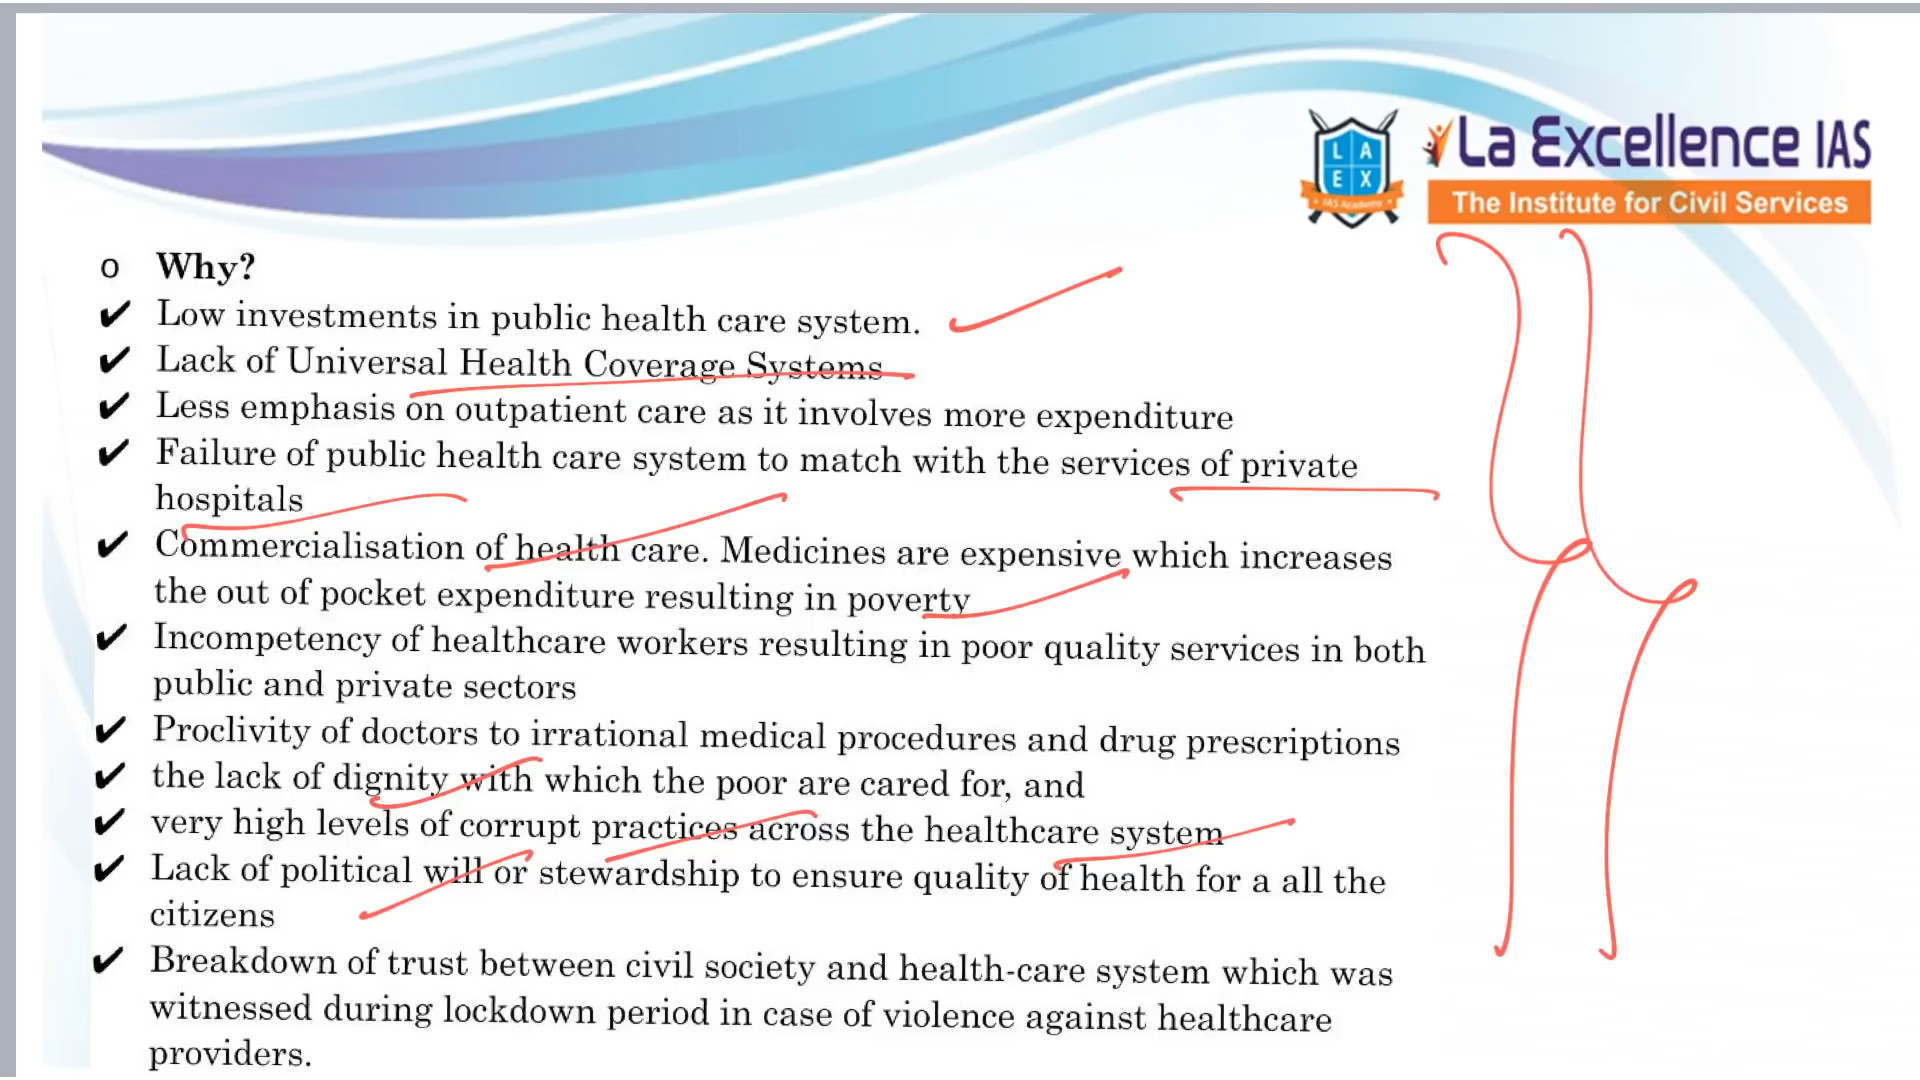 L A
E X
IAS Academy
La Excellence IAS
The Institute for Civil Services
o Why?
✔ Low investments in public health care system.
✔ Lack of Universal Health Coverage Systems
✔ Less emphasis on outpatient care as it involves more expenditure
✔ Failure of public health care system to match with the services of private
hospitals
✔ Commercialisation of health care. Medicines are expensive which increases
the out of pocket expenditure resulting in poverty
✔ Incompetency of healthcare workers resulting in poor quality services in both
public and private sectors
✔ Proclivity of doctors to irrational medical procedures and drug prescriptions
✔ the lack of dignity with which the poor are cared for, and
✔ very high levels of corrupt practices across the healthcare system
✔ Lack of political will or stewardship to ensure quality of health for a all the
citizens
✔ Breakdown of trust between civil society and health-care system which was
witnessed during lockdown period in case of violence against healthcare
providers.